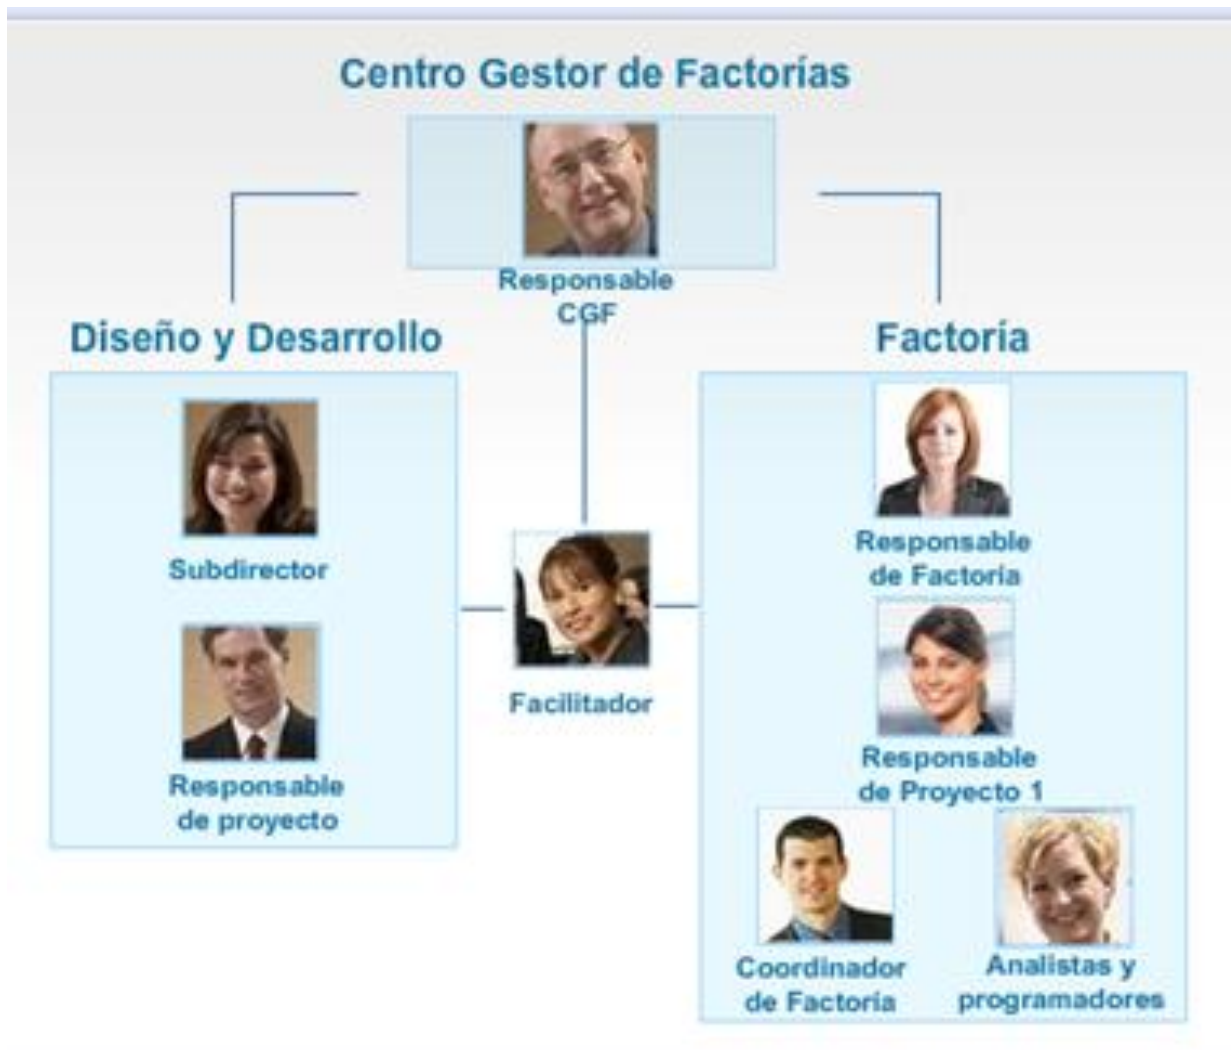 Centro Gestor de Factorías
Responsable
CGF
Diseño y Desarrollo
Factoría
Subdirector
Responsable
de proyecto
Facilitador
Responsable
de Factoría
Responsable
de Proyecto 1
Coordinador
de Factoría
Analistas y
programadores